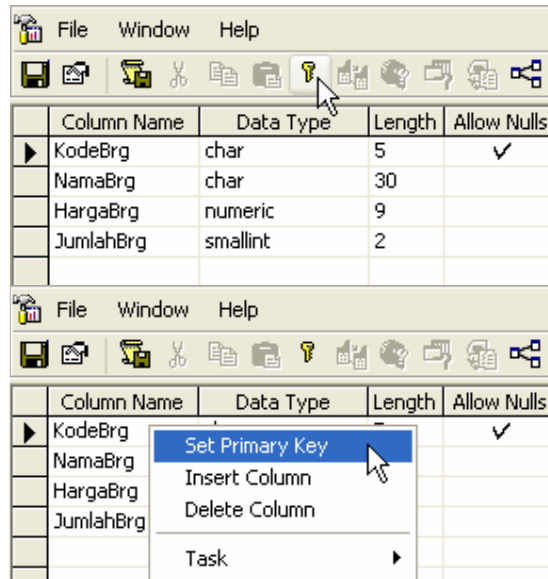 File Window Help
Column Name Data Type Length Allow Nulls
KodeBrg char 5
NamaBrg char 30
HargaBrg numeric 9
JumlahBrg smallint 2
File Window Help
Column Name Data Type Length Allow Nulls
KodeBrg
Set Primary Key
NamaBrg
Insert Column
HargaBrg
Delete Column
JumlahBrg
Task